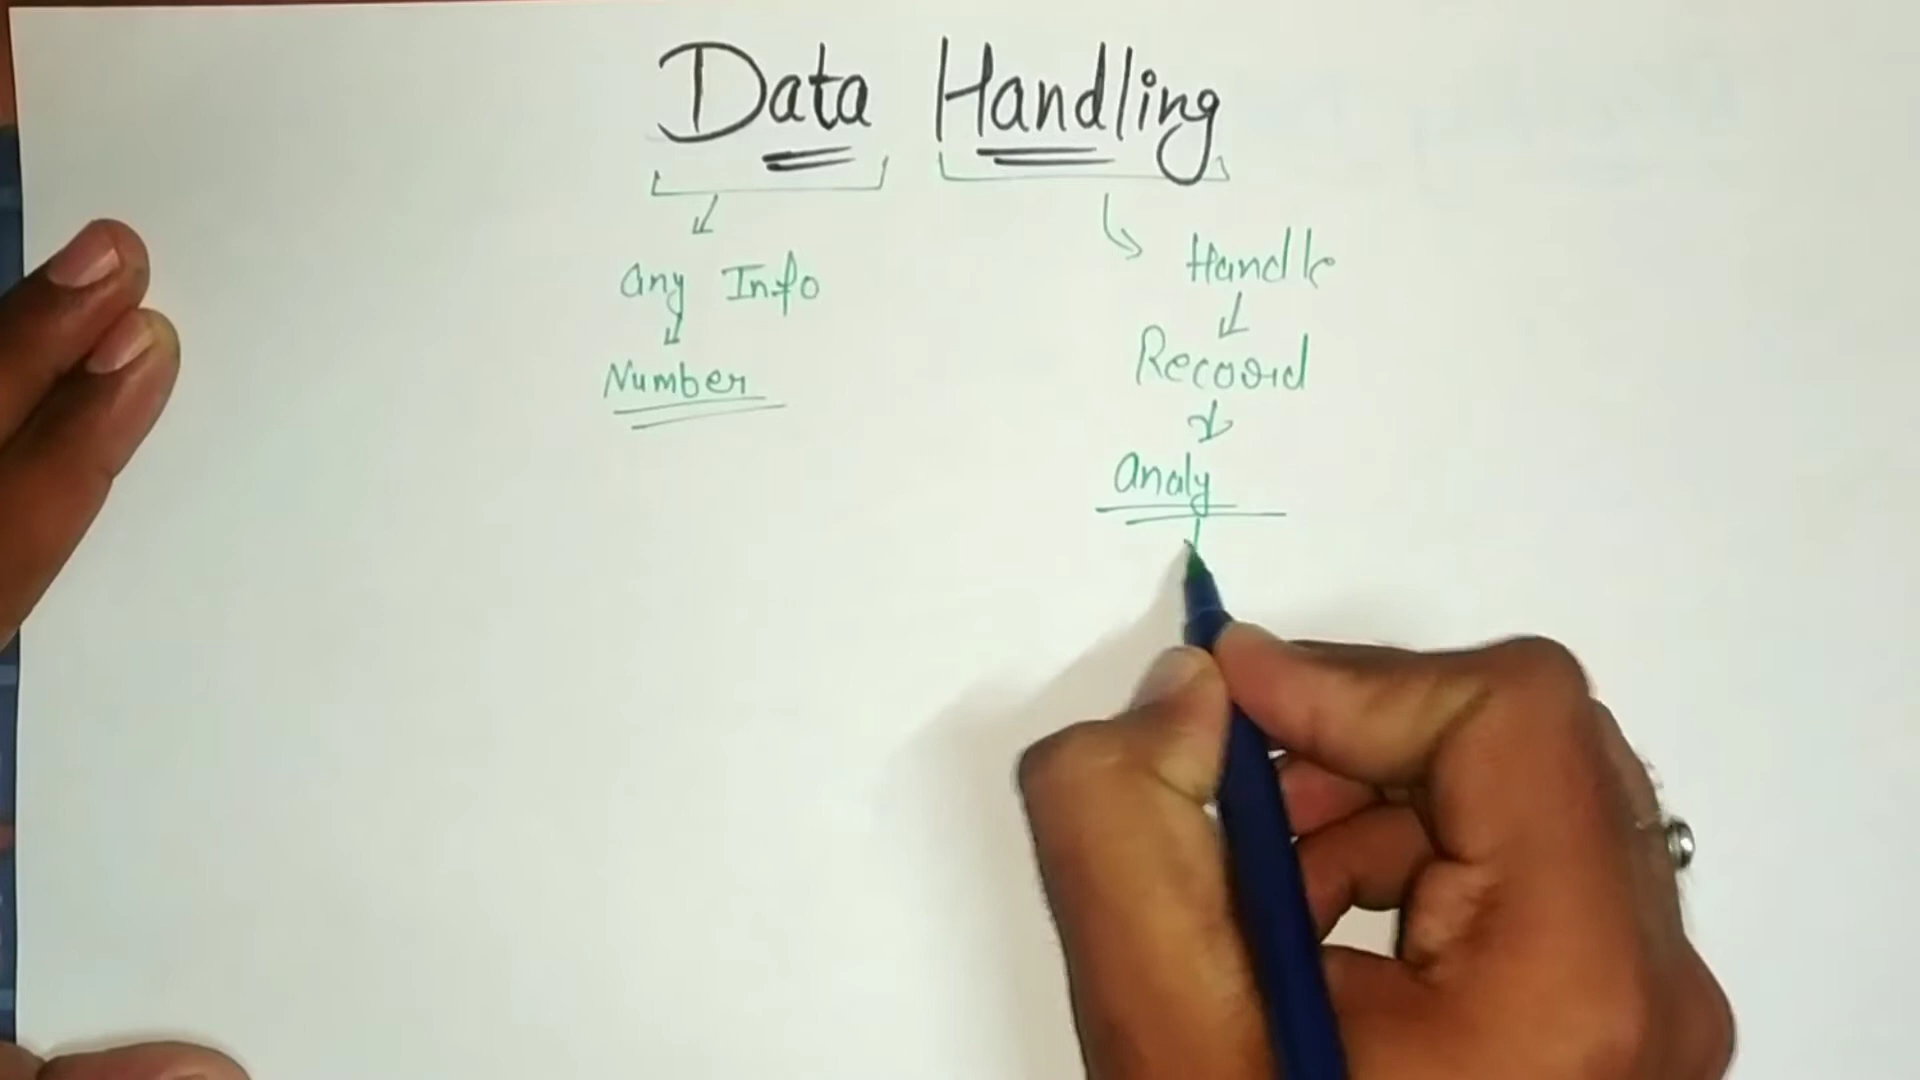 Data Handling
any Info
Number
Handle
Record
analy